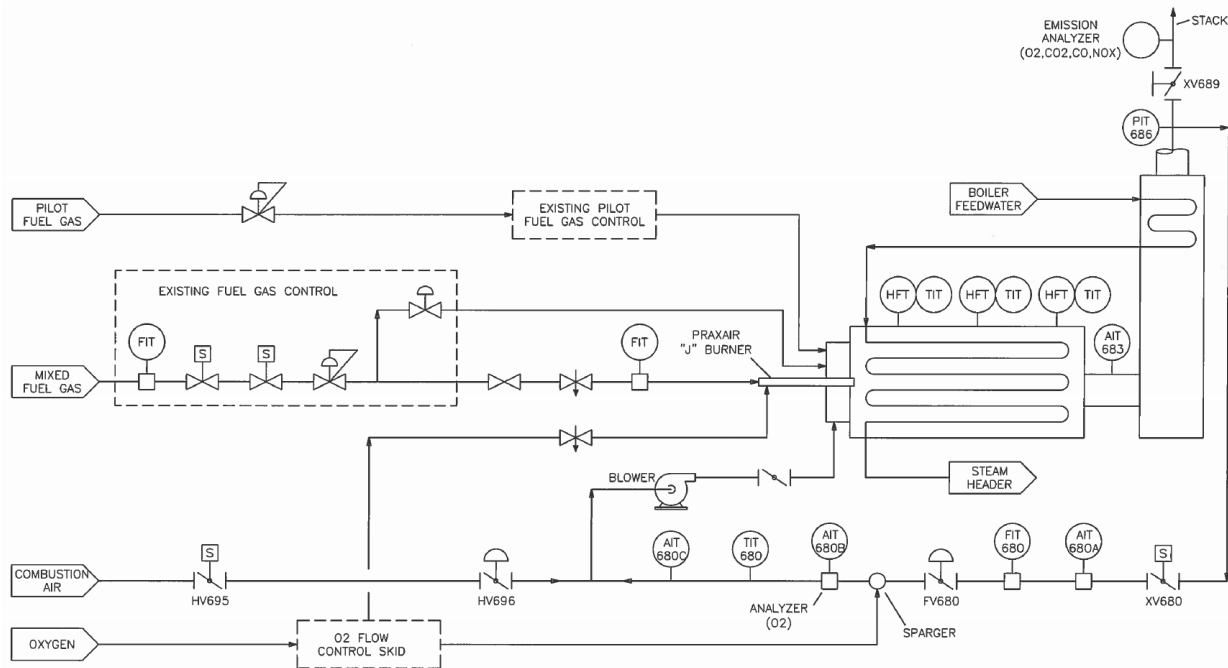 EMISSION
ANALYZER
(O2,CO2,CO,NOX)
STACK
XV689
PIT
686
PILOT
FUEL GAS
EXISTING PILOT
FUEL GAS CONTROL
BOILER
FEEDWATER
EXISTING FUEL GAS CONTROL
HFT
TIT
HFT
TIT
HFT
TIT
FIT
S
S
FIT
PRAXAIR
"J" BURNER
AIT
683
MIXED
FUEL GAS
BLOWER
STEAM
HEADER
S
AIT
680C
TIT
680
AIT
680B
FIT
680
AIT
680A
S
COMBUSTION
AIR
HV695
HV696
ANALYZER
(O2)
SPARGER
FV680
XV680
OXYGEN
O2 FLOW
CONTROL SKID